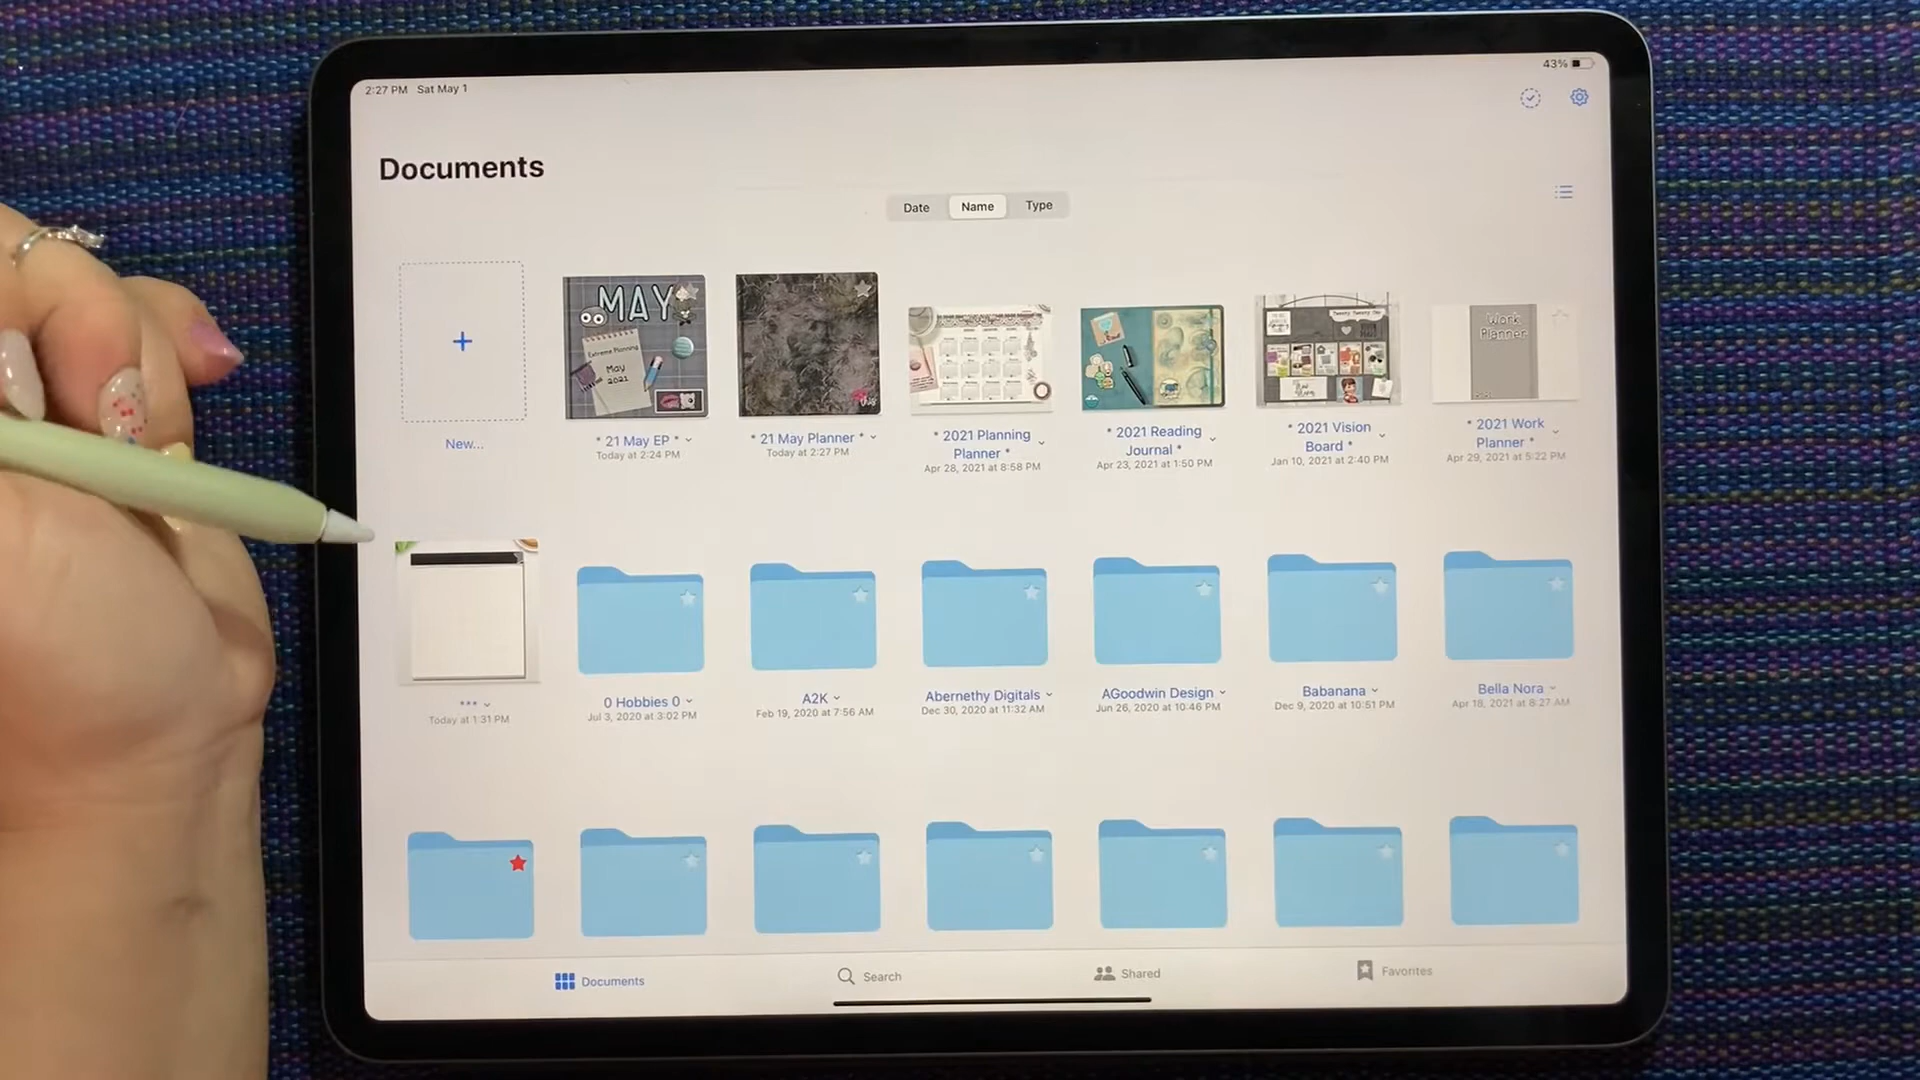 2:27 PM Sat May 1
43%
Documents
Date Name Type
MAY
Extreme Planning
May
2021
Work
Planner
New...
* 21 May EP *
Today at 2:24 PM
* 21 May Planner *
Today at 2:27 PM
* 2021 Planning
Planner *
Apr 28, 2021 at 8:58 PM
* 2021 Reading
Journal *
Apr 23, 2021 at 1:50 PM
* 2021 Vision
Board *
Jan 10, 2021 at 2:40 PM
* 2021 Work
Planner *
Apr 29, 2021 at 5:22 PM
***
Today at 1:31 PM
0 Hobbies 0
Jul 3, 2020 at 3:02 PM
A2K
Feb 19, 2020 at 7:56 AM
Abernethy Digitals
Dec 30, 2020 at 11:32 AM
AGoodwin Design
Jun 26, 2020 at 10:46 PM
Babanana
Dec 9, 2020 at 10:51 PM
Bella Nora
Apr 18, 2021 at 8:27 AM
Documents
Search
Shared
Favorites